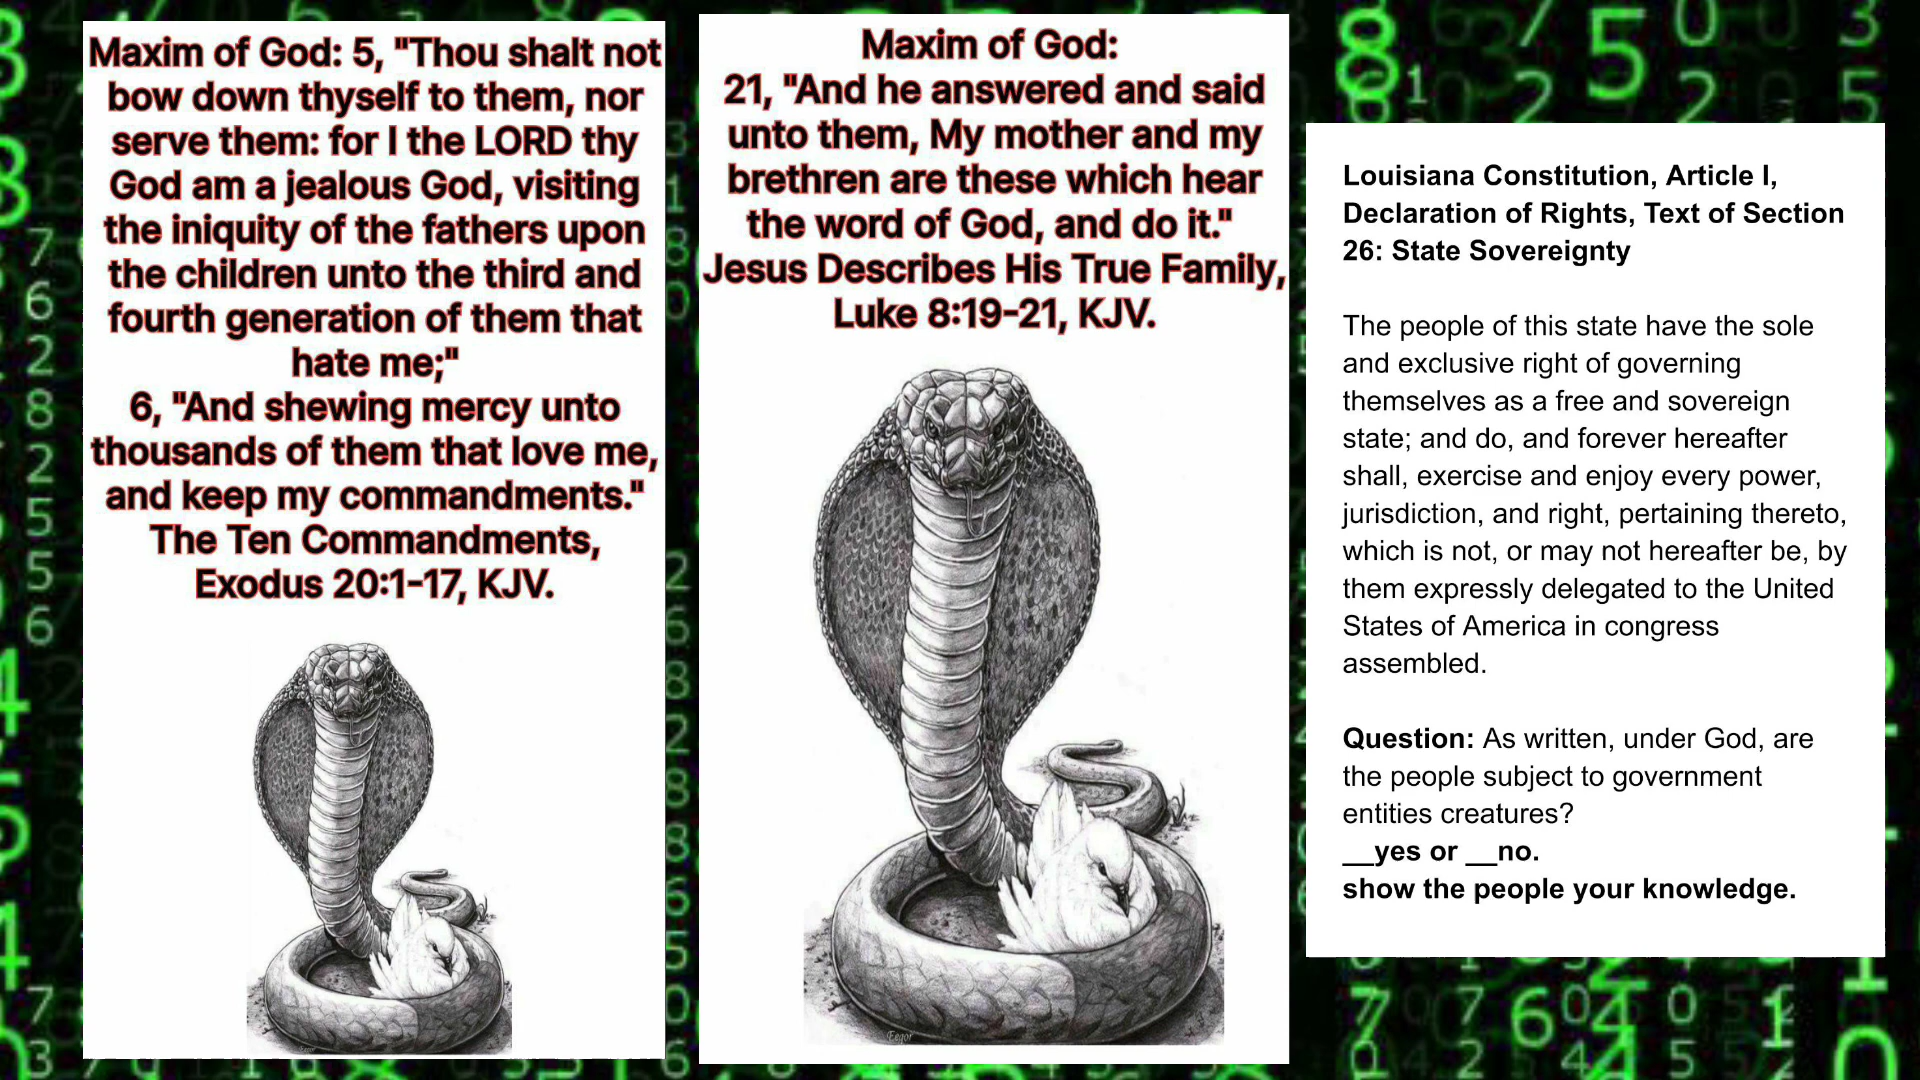 Maxim of God: 5, "Thou shalt not
bow down thyself to them, nor
serve them: for I the LORD thy
God am a jealous God, visiting
the iniquity of the fathers upon
the children unto the third and
fourth generation of them that
hate me;"
6, "And shewing mercy unto
thousands of them that love me,
and keep my commandments."
The Ten Commandments,
Exodus 20:1-17, KJV.
Maxim of God:
21, "And he answered and said
unto them, My mother and my
brethren are these which hear
the word of God, and do it."
Jesus Describes His True Family,
Luke 8:19-21, KJV.
Eegor
Louisiana Constitution, Article I,
Declaration of Rights, Text of Section
26: State Sovereignty
The people of this state have the sole
and exclusive right of governing
themselves as a free and sovereign
state; and do, and forever hereafter
shall, exercise and enjoy every power,
jurisdiction, and right, pertaining thereto,
which is not, or may not hereafter be, by
them expressly delegated to the United
States of America in congress
assembled.
Question: As written, under God, are
the people subject to government
entities creatures?
__yes or __no.
show the people your knowledge.